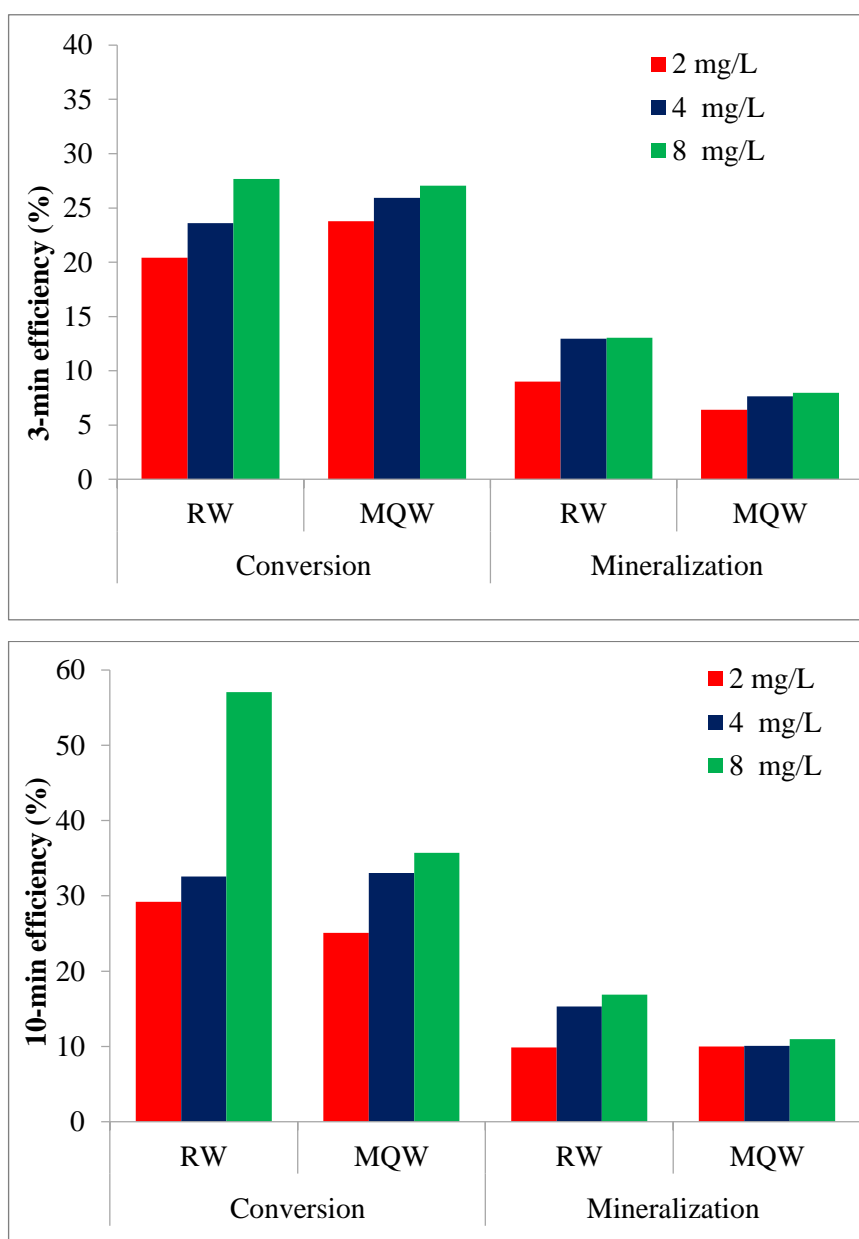 40
35
30
25
20
15
10
5
0
3-min efficiency (%)
2 mg/L
4 mg/L
8 mg/L
RW MQW RW MQW
Conversion Mineralization
60
50
40
30
20
10
0
10-min efficiency (%)
2 mg/L
4 mg/L
8 mg/L
RW MQW RW MQW
Conversion Mineralization